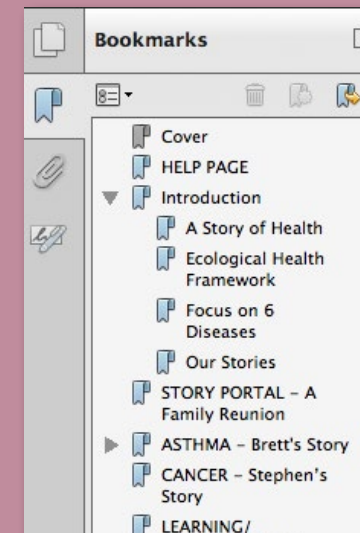 Bookmarks
Cover
HELP PAGE
Introduction
A Story of Health
Ecological Health
Framework
Focus on 6
Diseases
Our Stories
STORY PORTAL – A
Family Reunion
ASTHMA – Brett's Story
CANCER – Stephen's
Story
LEARNING/